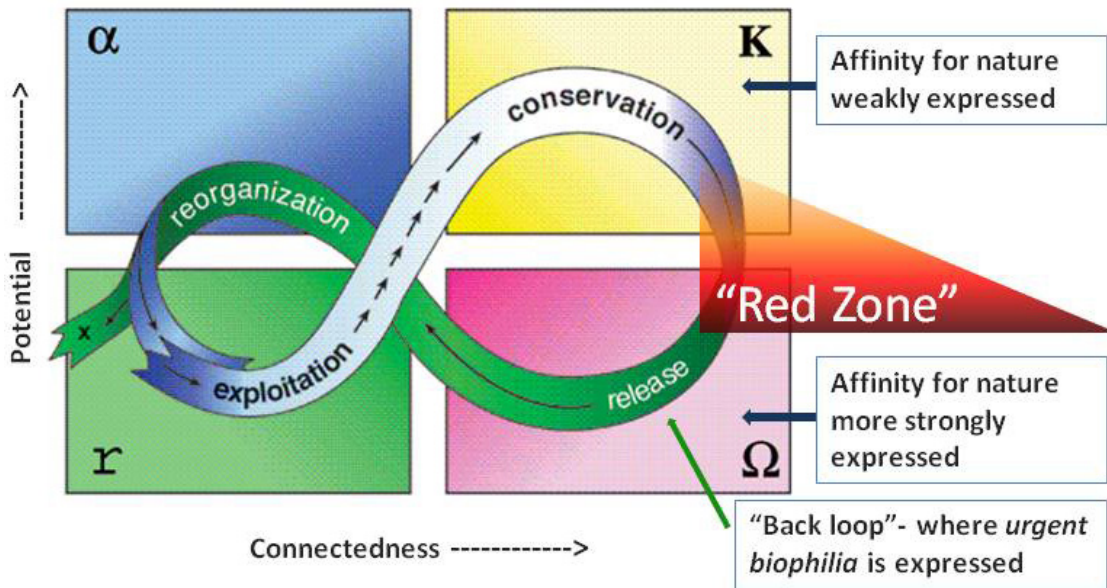 α
K
Affinity for nature
weakly expressed
conservation
reorganization
Potential ---------->
"Red Zone"
x
exploitation
release
Affinity for nature
more strongly
expressed
r
Ω
"Back loop"- where urgent
biophilia is expressed
Connectedness ---------->